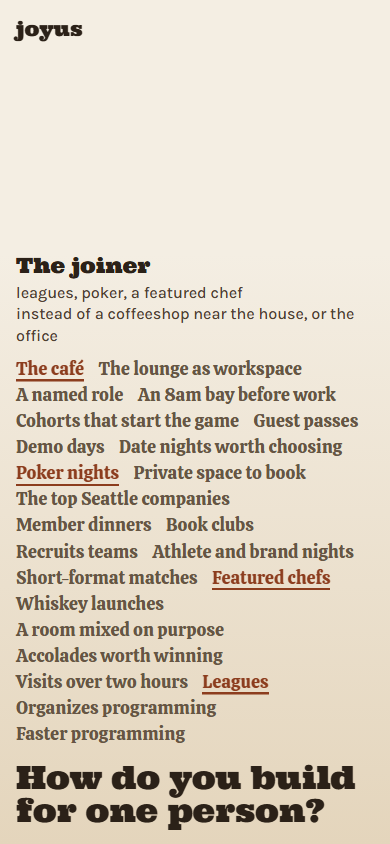 joyus
The joiner
leagues, poker, a featured chef
instead of a coffeeshop near the house, or the
office
The café The lounge as workspace
A named role An 8am bay before work
Cohorts that start the game Guest passes
Demo days Date nights worth choosing
Poker nights Private space to book
The top Seattle companies
Member dinners Book clubs
Recruits teams Athlete and brand nights
Short-format matches Featured chefs
Whiskey launches
A room mixed on purpose
Accolades worth winning
Visits over two hours Leagues
Organizes programming
Faster programming
How do you build
for one person?